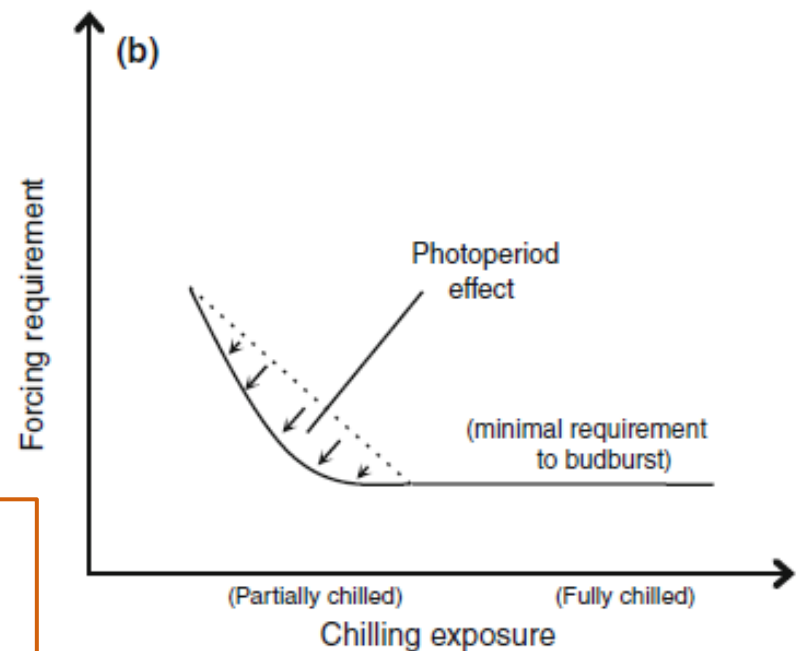 (b)
Forcing requirement
Photoperiod
effect
(minimal requirement
to budburst)
(Partially chilled)
(Fully chilled)
Chilling exposure